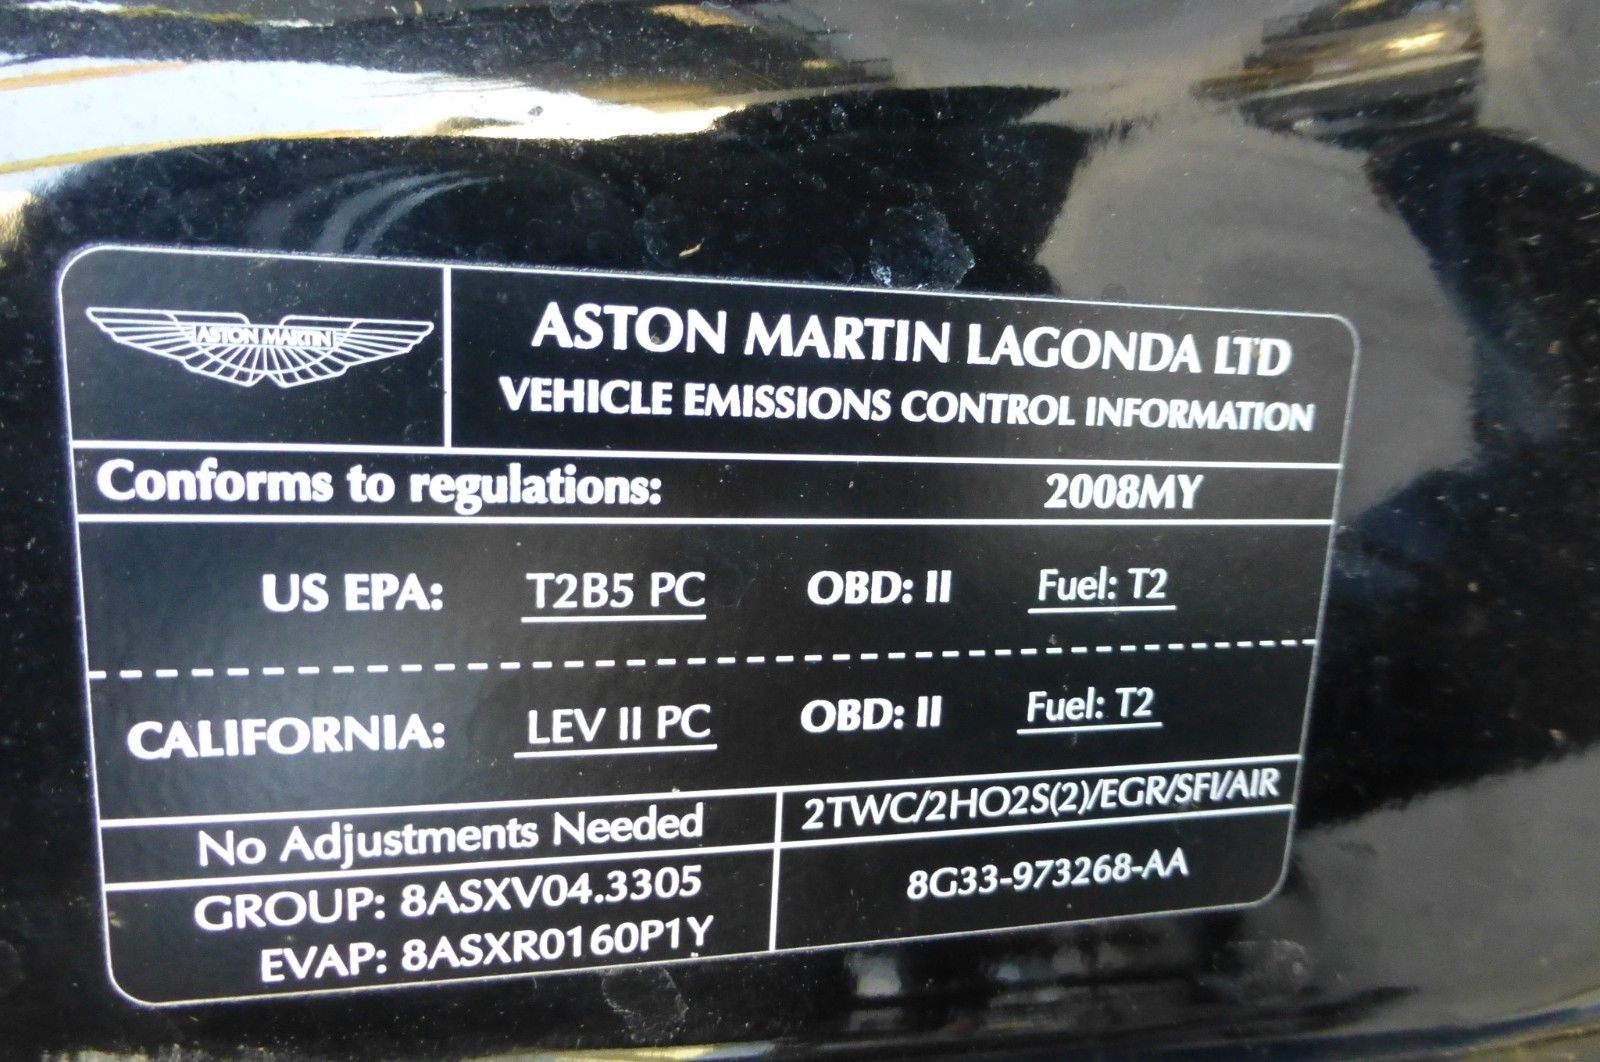 ASTON MARTIN
ASTON MARTIN LAGONDA LTD
VEHICLE EMISSIONS CONTROL INFORMATION
Conforms to regulations: 2008MY
US EPA: T2B5 PC OBD: II Fuel: T2
CALIFORNIA: LEV II PC OBD: II Fuel: T2
No Adjustments Needed 2TWC/2HO2S(2)/EGR/SFI/AIR
GROUP: 8ASXV04.3305 8G33-973268-AA
EVAP: 8ASXR0160P1Y